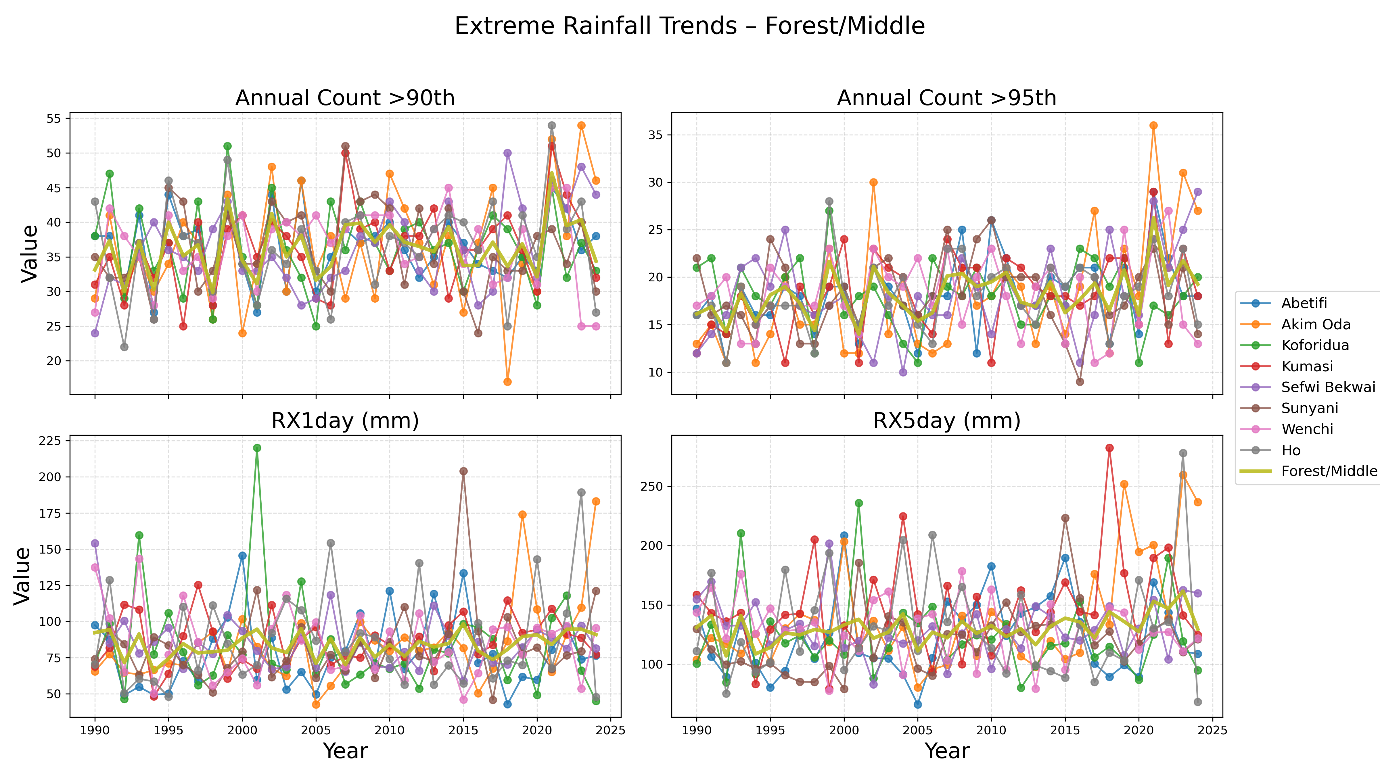 Extreme Rainfall Trends – Forest/Middle
Annual Count >90th
Value
55
50
45
40
35
30
25
20
Annual Count >95th
35
30
25
20
15
10
RX1day (mm)
Value
225
200
175
150
125
100
75
50
1990
1995
2000
2005
2010
2015
2020
2025
Year
RX5day (mm)
250
200
150
100
1990
1995
2000
2005
2010
2015
2020
2025
Year
Abetifi
Akim Oda
Koforidua
Kumasi
Sefwi Bekwai
Sunyani
Wenchi
Ho
Forest/Middle